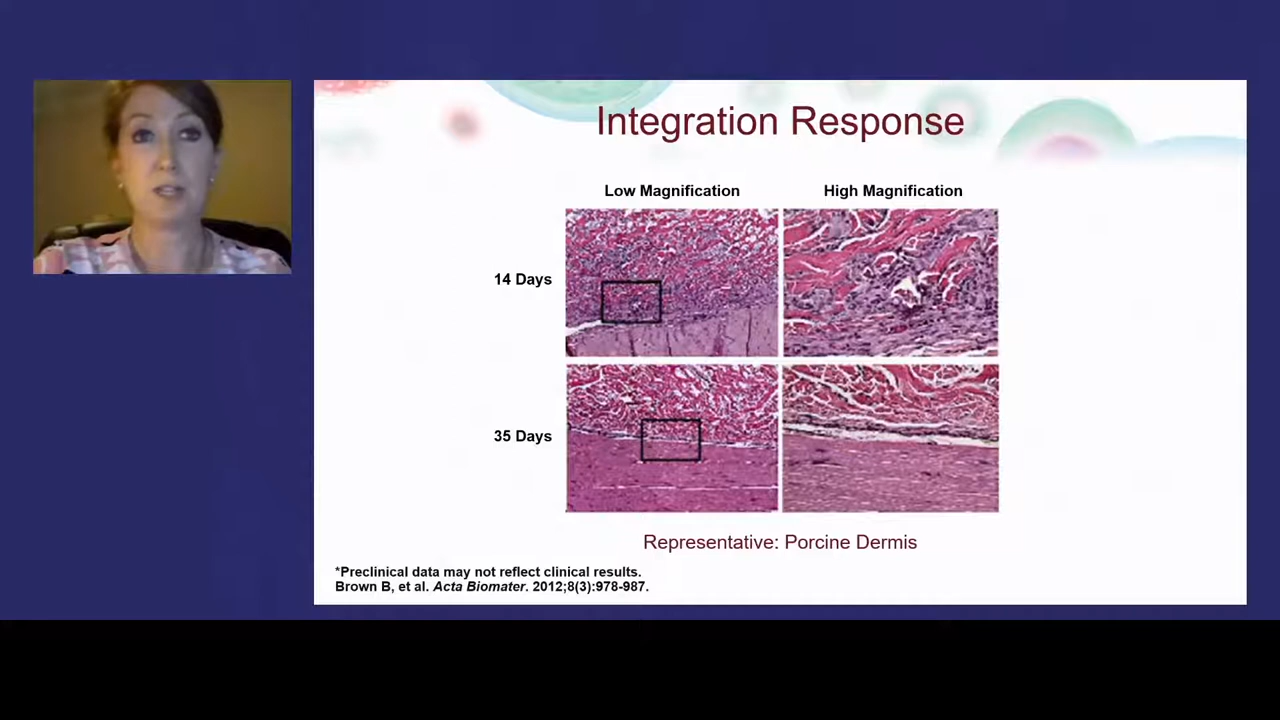 Integration Response
Low Magnification
High Magnification
14 Days
35 Days
Representative: Porcine Dermis
*Preclinical data may not reflect clinical results.
Brown B, et al. Acta Biomater. 2012;8(3):978-987.